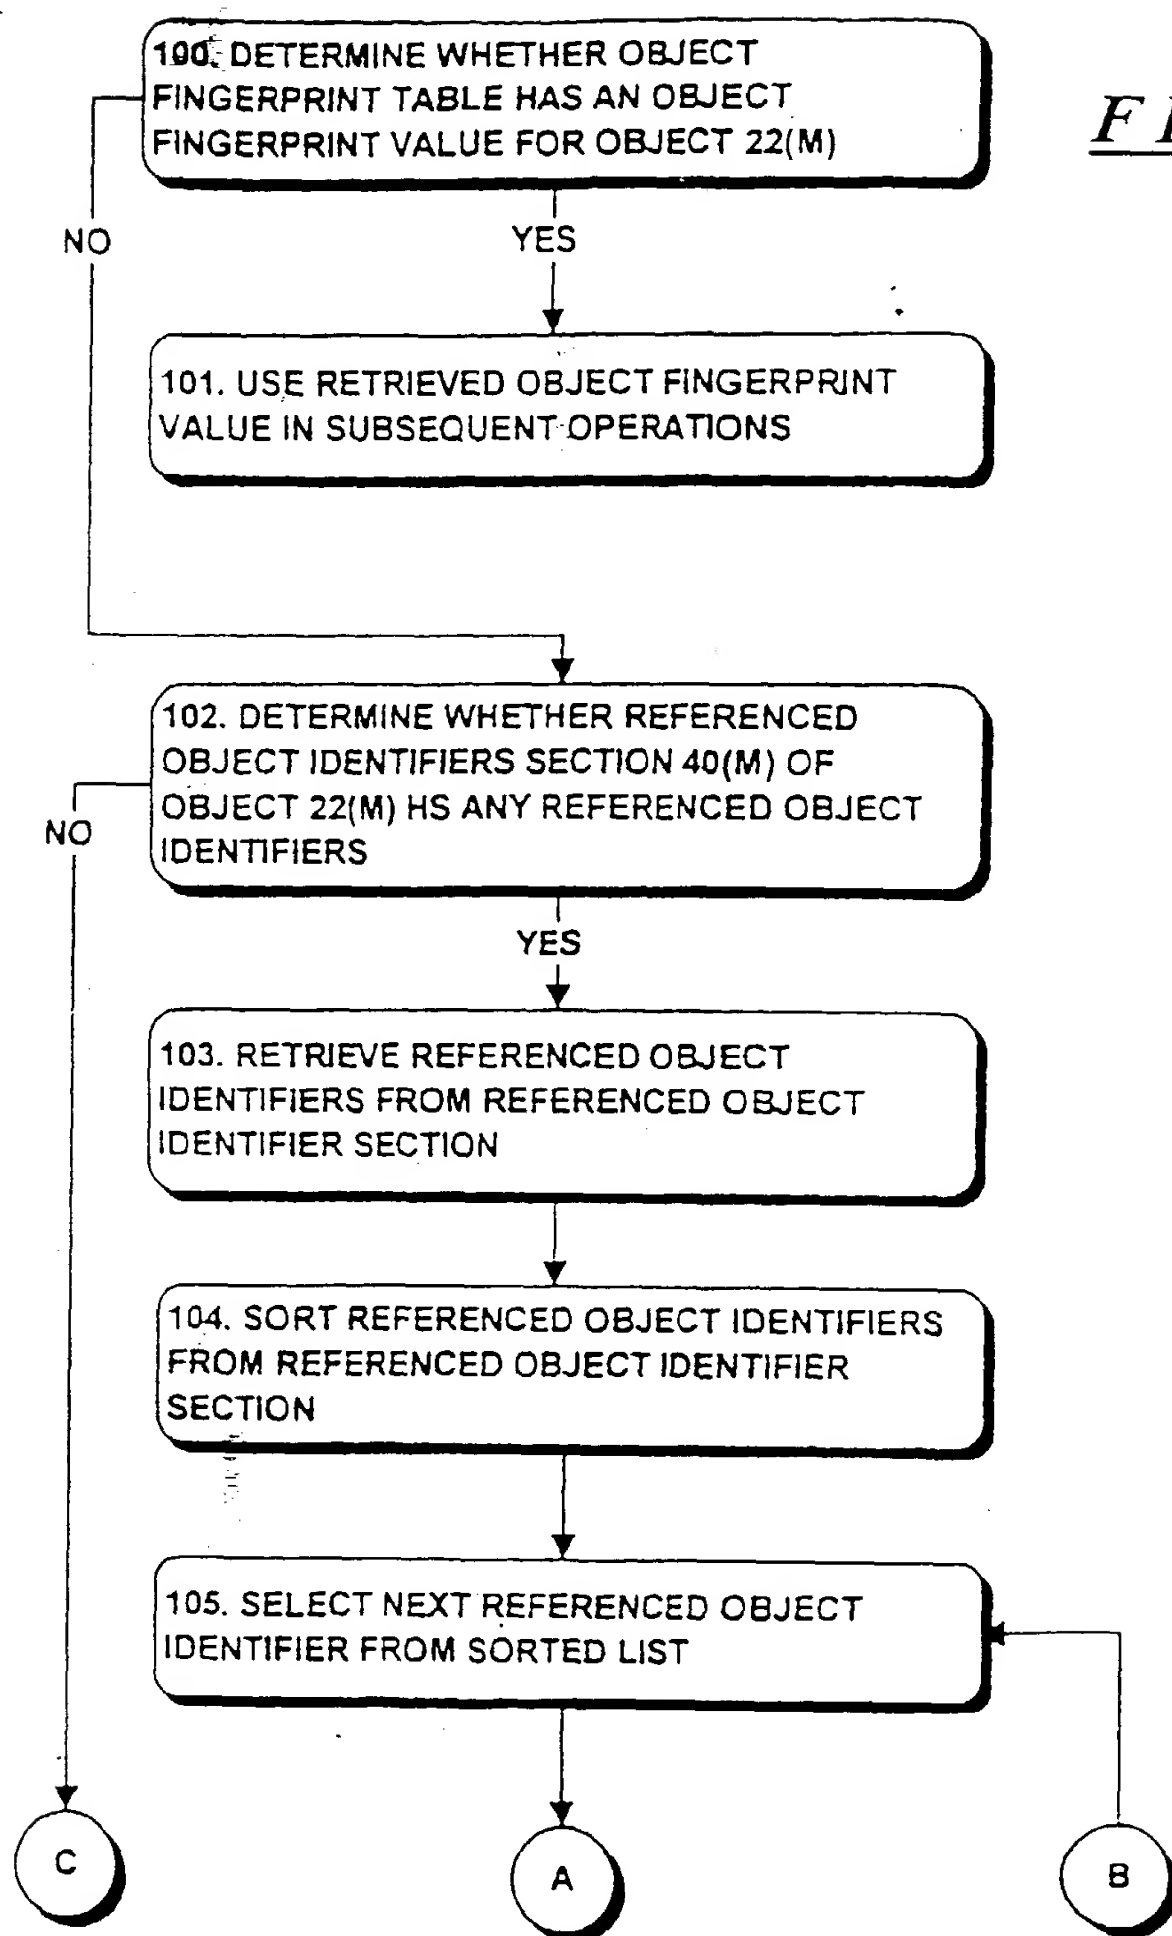 100. DETERMINE WHETHER OBJECT
FINGERPRINT TABLE HAS AN OBJECT
FINGERPRINT VALUE FOR OBJECT 22(M)
NO
YES
101. USE RETRIEVED OBJECT FINGERPRINT
VALUE IN SUBSEQUENT OPERATIONS
102. DETERMINE WHETHER REFERENCED
OBJECT IDENTIFIERS SECTION 40(M) OF
OBJECT 22(M) HS ANY REFERENCED OBJECT
IDENTIFIERS
NO
YES
103. RETRIEVE REFERENCED OBJECT
IDENTIFIERS FROM REFERENCED OBJECT
IDENTIFIER SECTION
104. SORT REFERENCED OBJECT IDENTIFIERS
FROM REFERENCED OBJECT IDENTIFIER
SECTION
105. SELECT NEXT REFERENCED OBJECT
IDENTIFIER FROM SORTED LIST
C
A
B